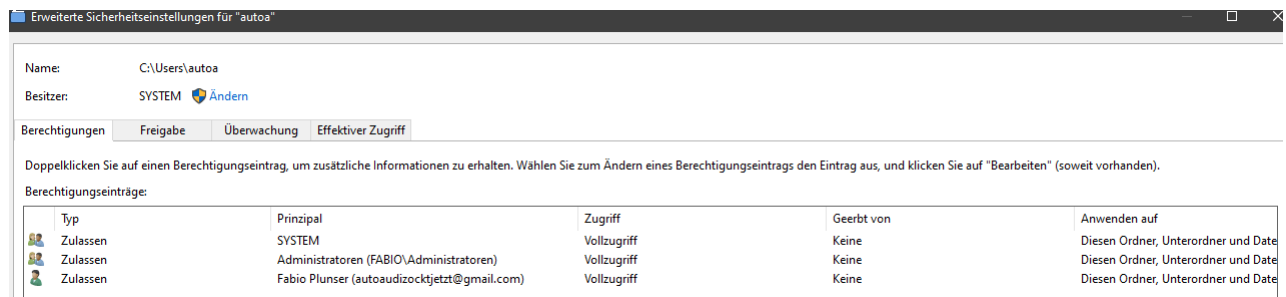 Erweiterte Sicherheitseinstellungen für "autoa"
Name: C:\Users\autoa
Besitzer: SYSTEM Ändern
Berechtigungen Freigabe Überwachung Effektiver Zugriff
Doppelklicken Sie auf einen Berechtigungseintrag, um zusätzliche Informationen zu erhalten. Wählen Sie zum Ändern eines Berechtigungseintrags den Eintrag aus, und klicken Sie auf "Bearbeiten" (soweit vorhanden).
Berechtigungseinträge:
Typ Prinzipal Zugriff Geerbt von Anwenden auf
Zulassen SYSTEM Vollzugriff Keine Diesen Ordner, Unterordner und Date
Zulassen Administratoren (FABIO\Administratoren) Vollzugriff Keine Diesen Ordner, Unterordner und Date
Zulassen Fabio Plunser (autoaudizocktjetzt@gmail.com) Vollzugriff Keine Diesen Ordner, Unterordner und Date